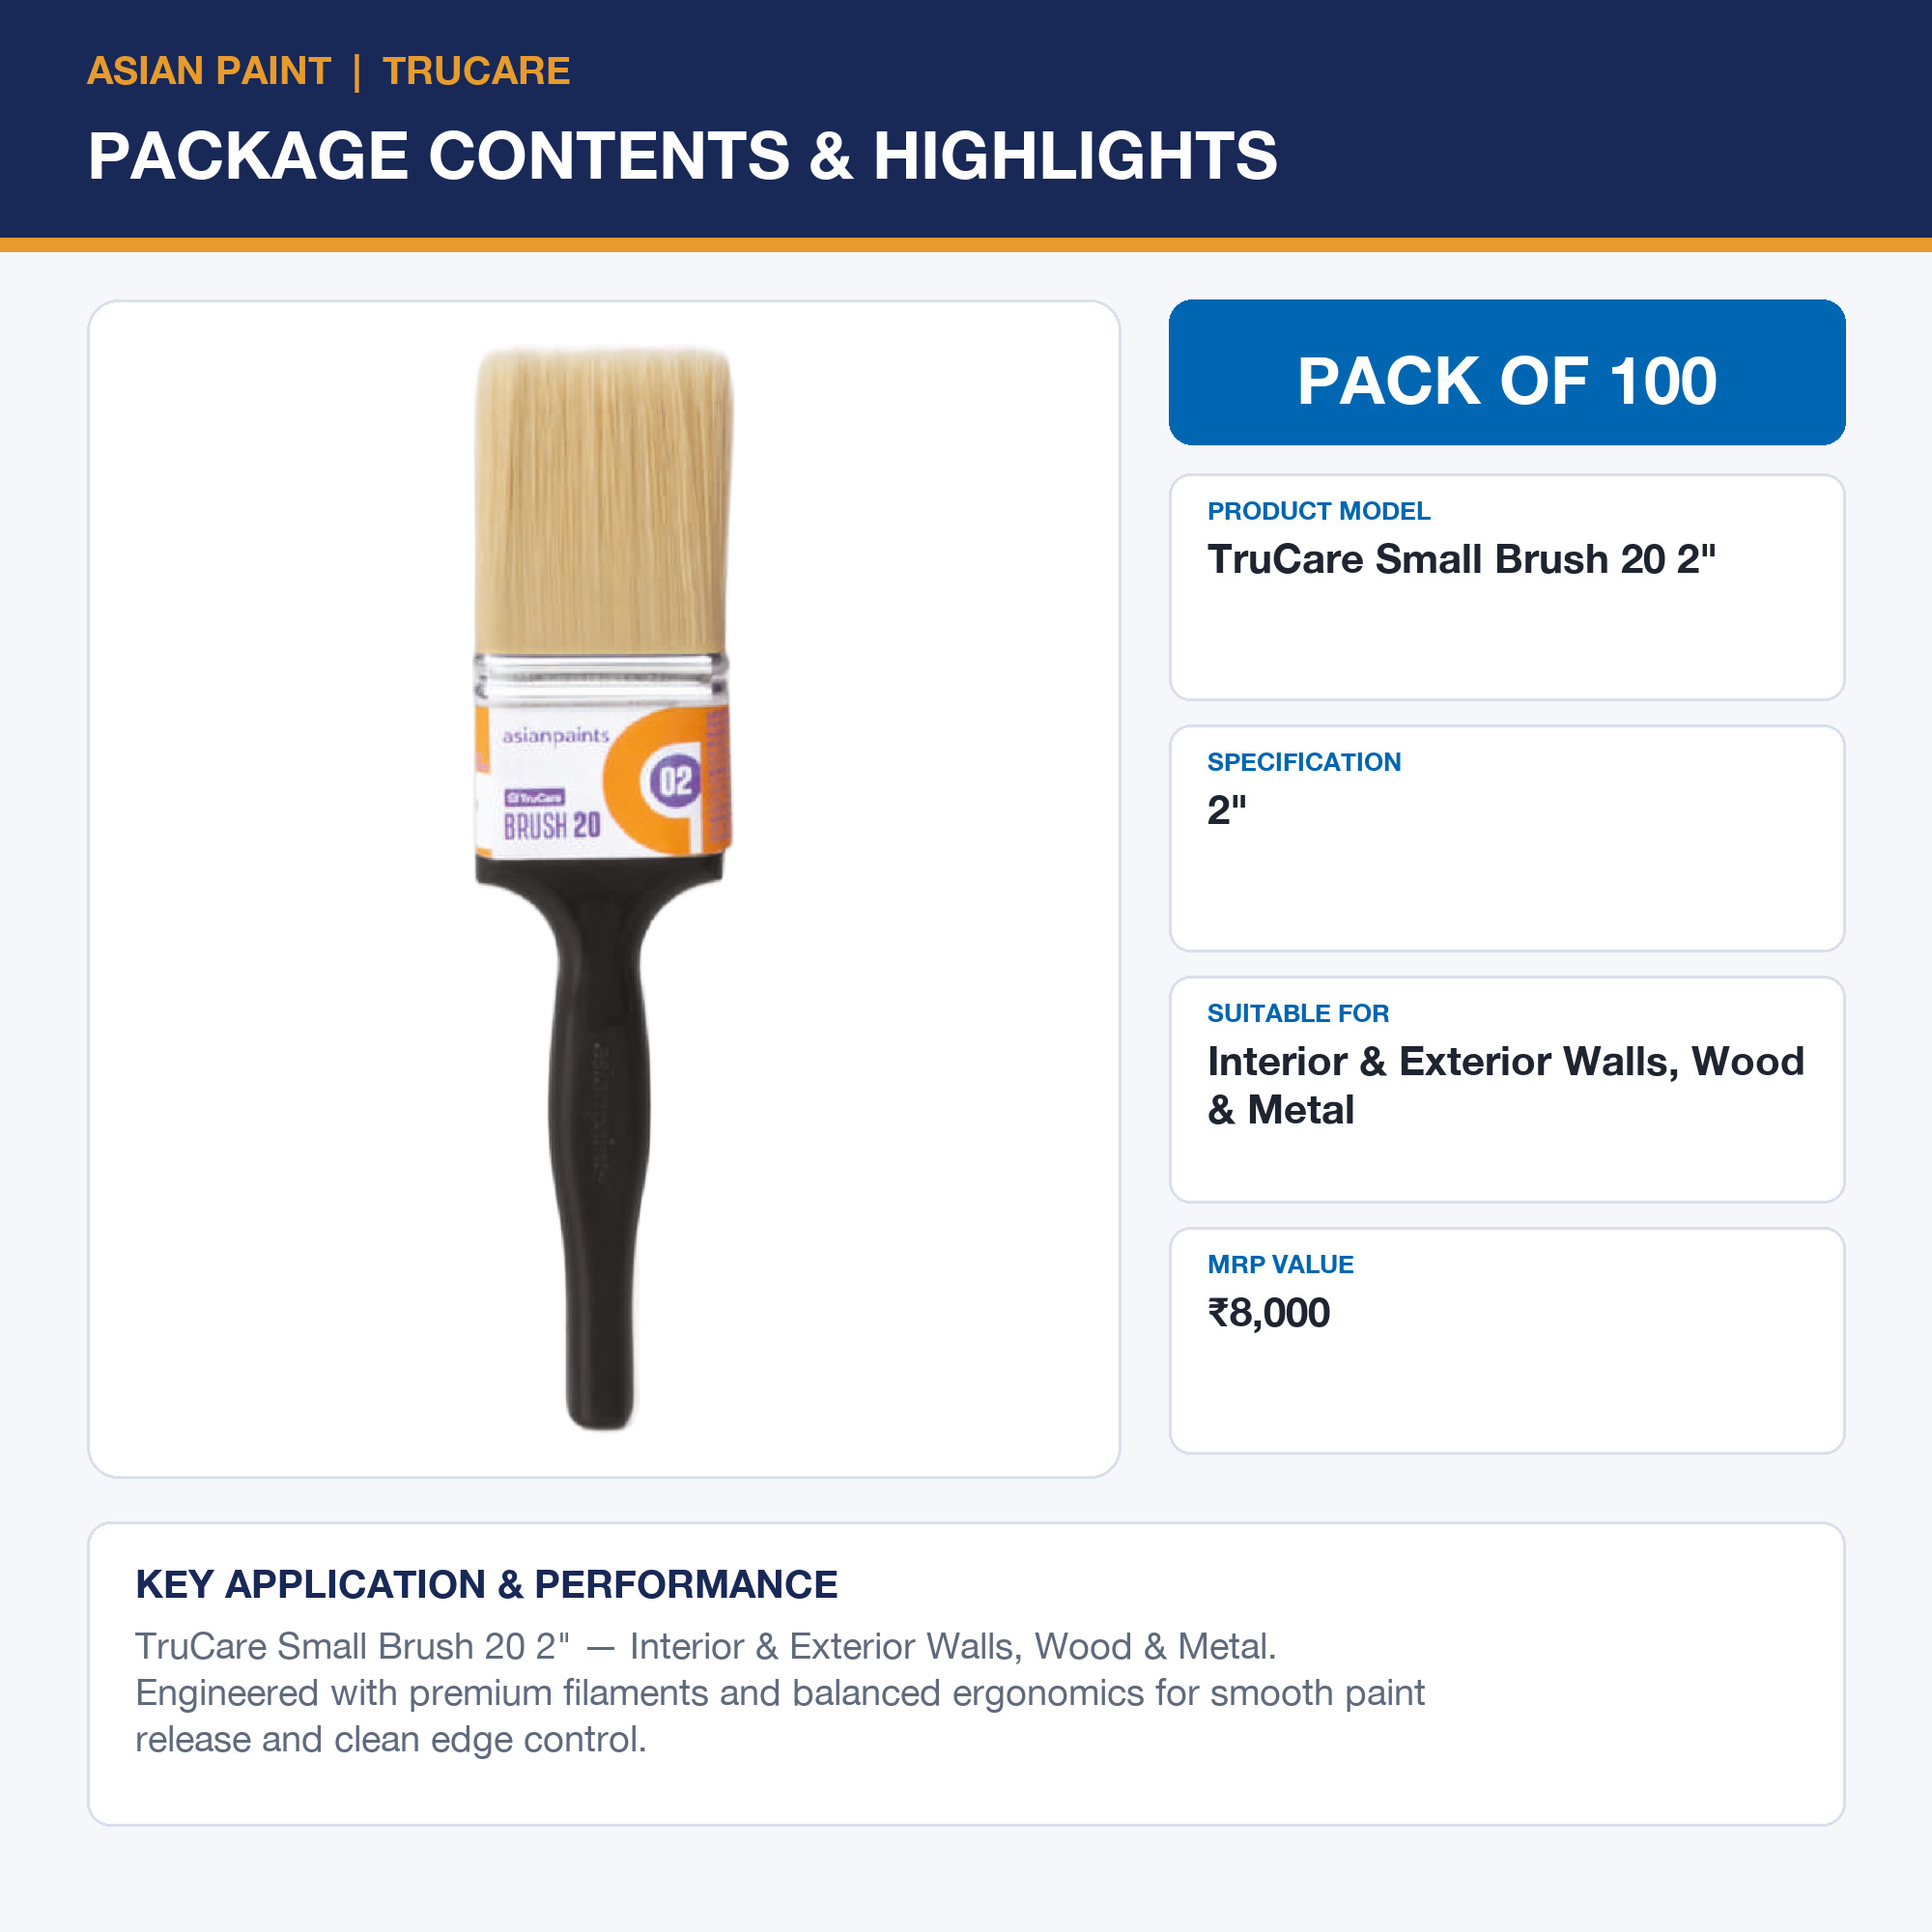 ASIAN PAINT | TRUCARE
PACKAGE CONTENTS & HIGHLIGHTS
asianpaints
02
TruCare
BRUSH 20
asianpaints
PACK OF 100
PRODUCT MODEL
TruCare Small Brush 20 2"
SPECIFICATION
2"
SUITABLE FOR
Interior & Exterior Walls, Wood
& Metal
MRP VALUE
₹8,000
KEY APPLICATION & PERFORMANCE
TruCare Small Brush 20 2" — Interior & Exterior Walls, Wood & Metal.
Engineered with premium filaments and balanced ergonomics for smooth paint
release and clean edge control.